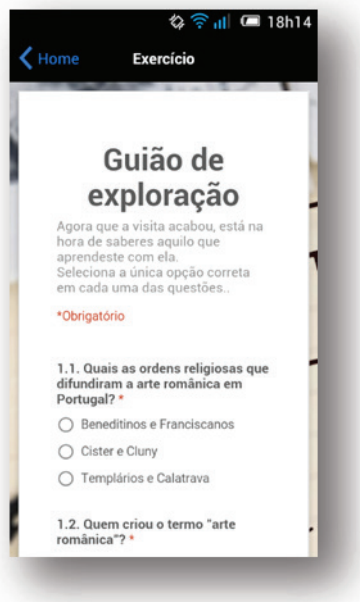 18h14
Home
Exercício
Guião de
exploração
Agora que a visita acabou, está na
hora de saberes aquilo que
aprendeste com ela.
Seleciona a única opção correta
em cada uma das questões..
*Obrigatório
1.1. Quais as ordens religiosas que
difundiram a arte românica em
Portugal? *
Beneditinos e Franciscanos
Cister e Cluny
Templários e Calatrava
1.2. Quem criou o termo "arte
românica"? *